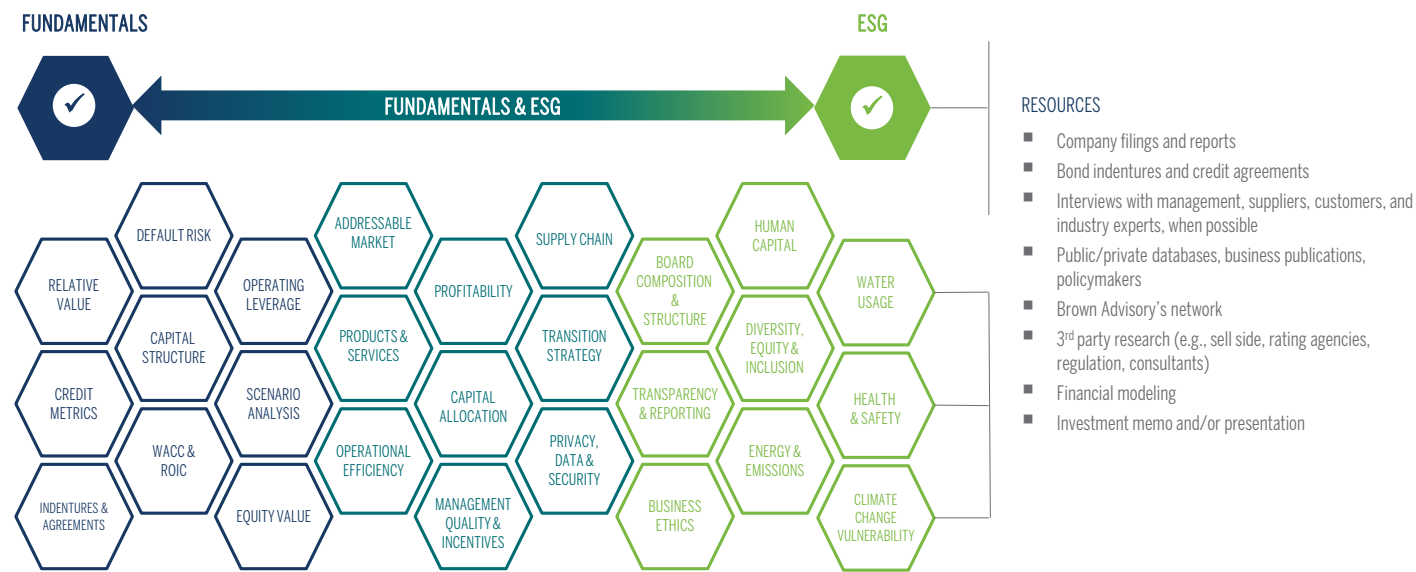 FUNDAMENTALS
ESG
FUNDAMENTALS & ESG
RELATIVE
VALUE
CREDIT
METRICS
INDENTURES &
AGREEMENTS
DEFAULT RISK
CAPITAL
STRUCTURE
WACC &
ROIC
OPERATING
LEVERAGE
SCENARIO
ANALYSIS
EQUITY VALUE
ADDRESSABLE
MARKET
PRODUCTS &
SERVICES
OPERATIONAL
EFFICIENCY
PROFITABILITY
CAPITAL
ALLOCATION
MANAGEMENT
QUALITY &
INCENTIVES
SUPPLY CHAIN
TRANSITION
STRATEGY
PRIVACY,
DATA &
SECURITY
BOARD
COMPOSITION
&
STRUCTURE
TRANSPARENCY
& REPORTING
BUSINESS
ETHICS
HUMAN
CAPITAL
DIVERSITY,
EQUITY &
INCLUSION
ENERGY &
EMISSIONS
WATER
USAGE
HEALTH
& SAFETY
CLIMATE
CHANGE
VULNERABILITY
RESOURCES
■ Company filings and reports
■ Bond indentures and credit agreements
■ Interviews with management, suppliers, customers, and
industry experts, when possible
■ Public/private databases, business publications,
policymakers
■ Brown Advisory's network
■ 3rd party research (e.g., sell side, rating agencies,
regulation, consultants)
■ Financial modeling
■ Investment memo and/or presentation